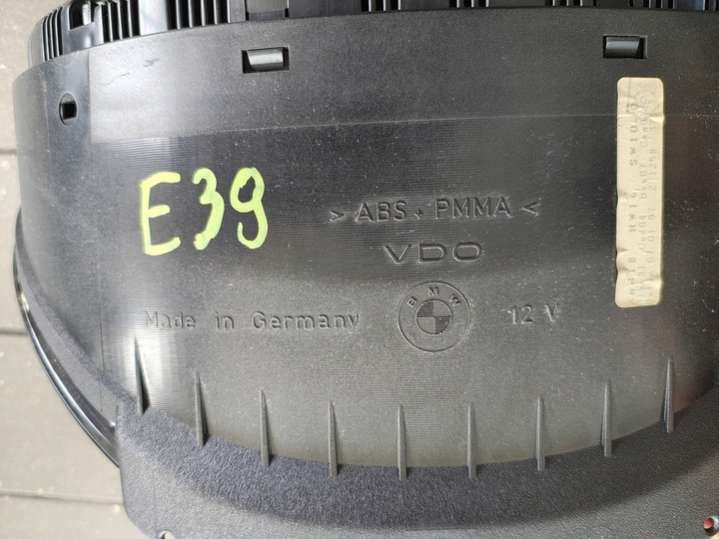 E39
> ABS + PMMA <
VDO
BMW
Made in Germany
12 V